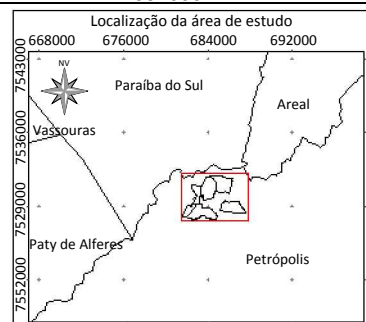 Localização da área de estudo
668000 676000 684000 692000
7543000
NV
Paraíba do Sul
Areal
7536000
Vassouras
7529000
Paty de Alferes
Petrópolis
7552000